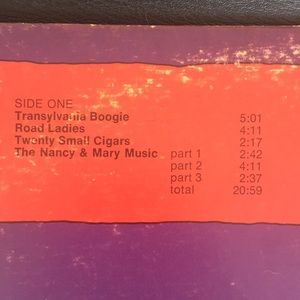 SIDE ONE
Transylvania Boogie 5:01
Road Ladies 4:11
Twenty Small Cigars 2:17
The Nancy & Mary Music part 1 2:42
part 2 4:11
part 3 2:37
total 20:59